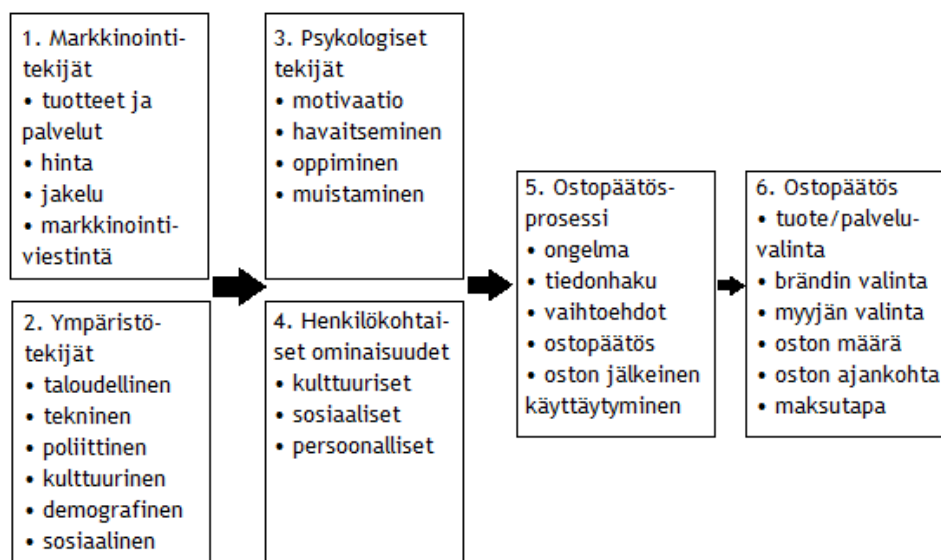 1. Markkinointi-
tekijät
• tuotteet ja
palvelut
• hinta
• jakelu
• markkinointi-
viestintä
2. Ympäristö-
tekijät
• taloudellinen
• tekninen
• poliittinen
• kulttuurinen
• demografinen
• sosiaalinen
3. Psykologiset
tekijät
• motivaatio
• havaitseminen
• oppiminen
• muistaminen
4. Henkilökohtai-
set ominaisuudet
• kulttuuriset
• sosiaaliset
• persoonalliset
5. Ostopäätös-
prosessi
• ongelma
• tiedonhaku
• vaihtoehdot
• ostopäätös
• oston jälkeinen
käyttäytyminen
6. Ostopäätös
• tuote/palvelu-
valinta
• brändin valinta
• myyjän valinta
• oston määrä
• oston ajankohta
• maksutapa